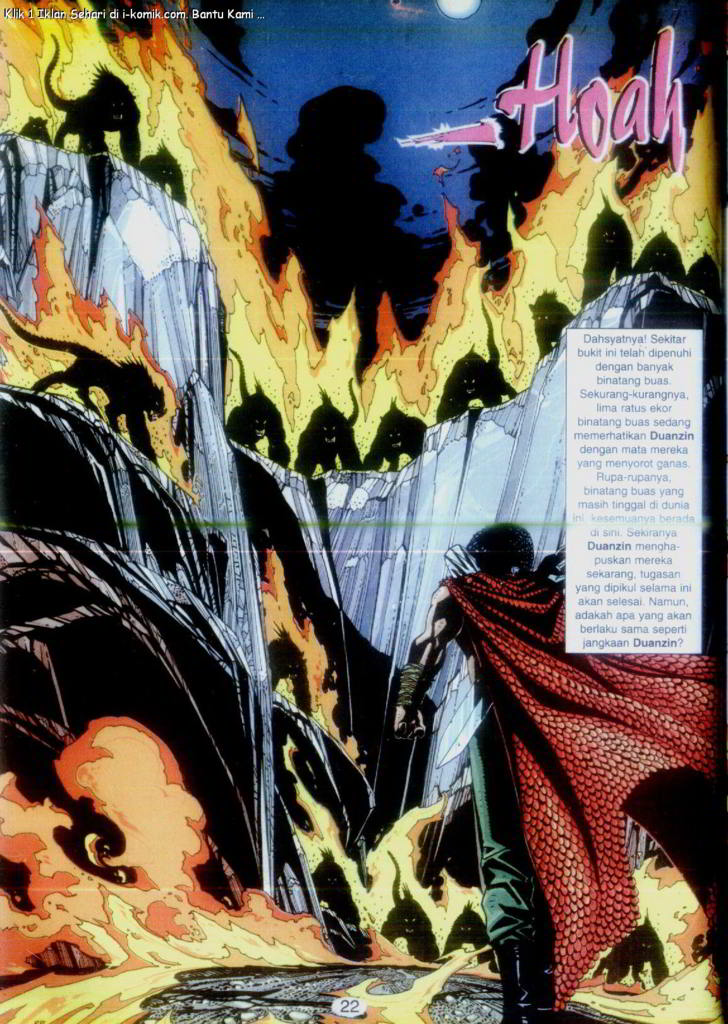 Klik 1 Iklan Sehari di i-komik.com. Bantu Kami ...
Hoah
Dahsyatnya! Sekitar
bukit ini telah dipenuhi
dengan banyak
binatang buas.
Sekurang-kurangnya,
lima ratus ekor
binatang buas sedang
memerhatikan Duanzin
dengan mata mereka
yang menyorot ganas.
Rupa-rupanya,
binatang buas yang
masih tinggal di dunia
ini, kesemuanya berada
di sini. Sekiranya
Duanzin mengha-
puskan mereka
sekarang, tugasan
yang dipikul selama ini
akan selesai. Namun,
adakah apa yang akan
berlaku sama seperti
jangkaan Duanzin?
22